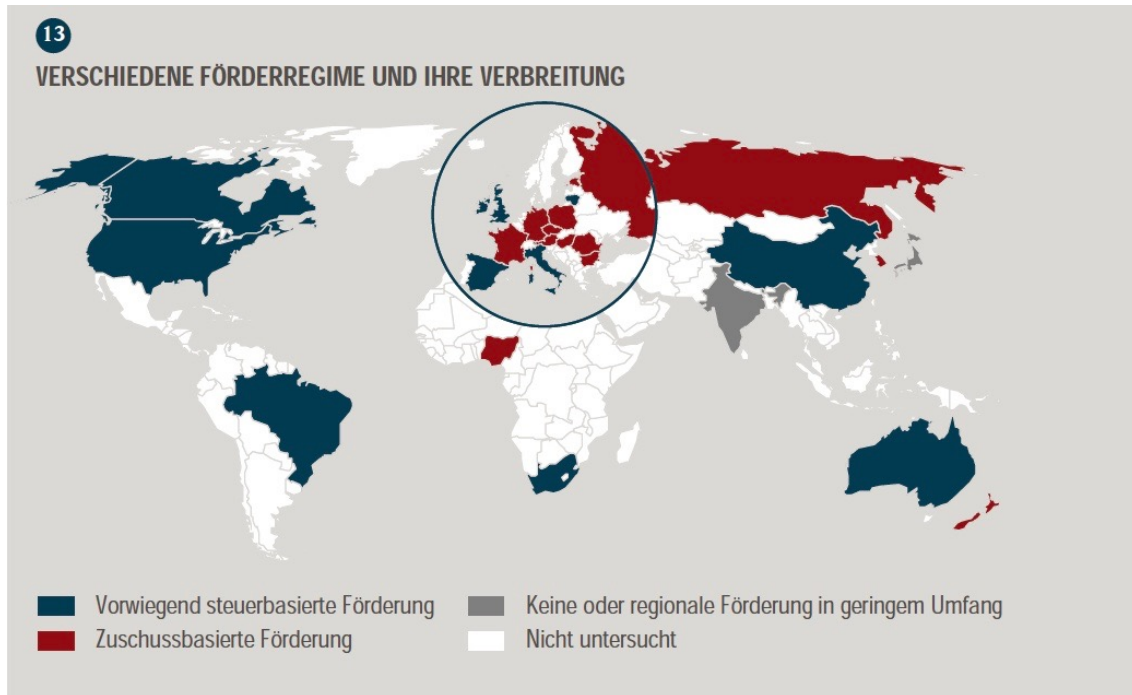 13
VERSCHIEDENE FÖRDERREGIME UND IHRE VERBREITUNG
Vorwiegend steuerbasierte Förderung
Zuschussbasierte Förderung
Keine oder regionale Förderung in geringem Umfang
Nicht untersucht